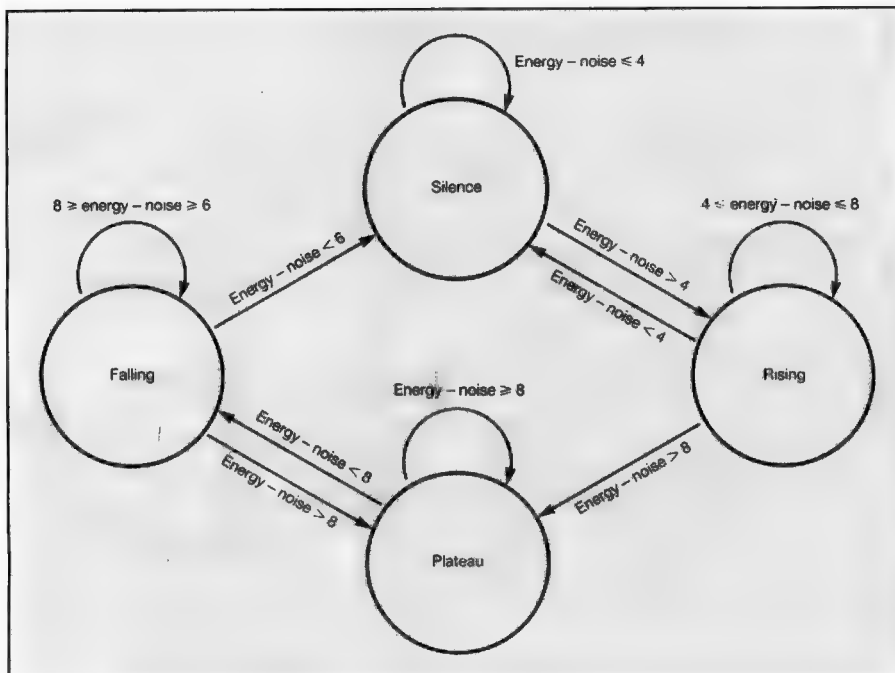 Energy – noise ≤ 4
Silence
8 ≥ energy – noise ≥ 6
4 ≤ energy – noise ≤ 8
Energy – noise < 6
Energy – noise > 4
Energy – noise < 4
Falling
Energy – noise ≥ 8
Rising
Energy – noise < 8
Energy – noise > 8
Energy – noise > 8
Plateau